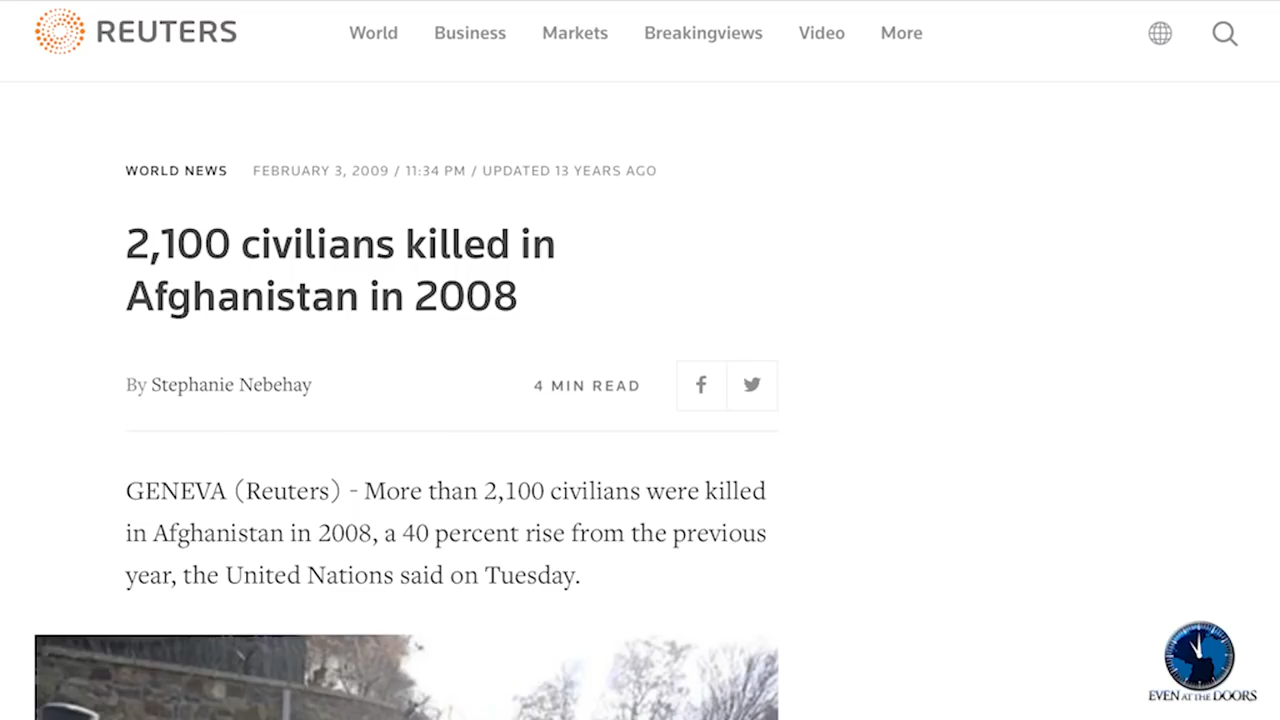 REUTERS
World Business Markets Breakingviews Video More
WORLD NEWS FEBRUARY 3, 2009 / 11:34 PM / UPDATED 13 YEARS AGO
2,100 civilians killed in
Afghanistan in 2008
By Stephanie Nebehay
4 MIN READ
GENEVA (Reuters) - More than 2,100 civilians were killed
in Afghanistan in 2008, a 40 percent rise from the previous
year, the United Nations said on Tuesday.
EVEN AT THE DOORS